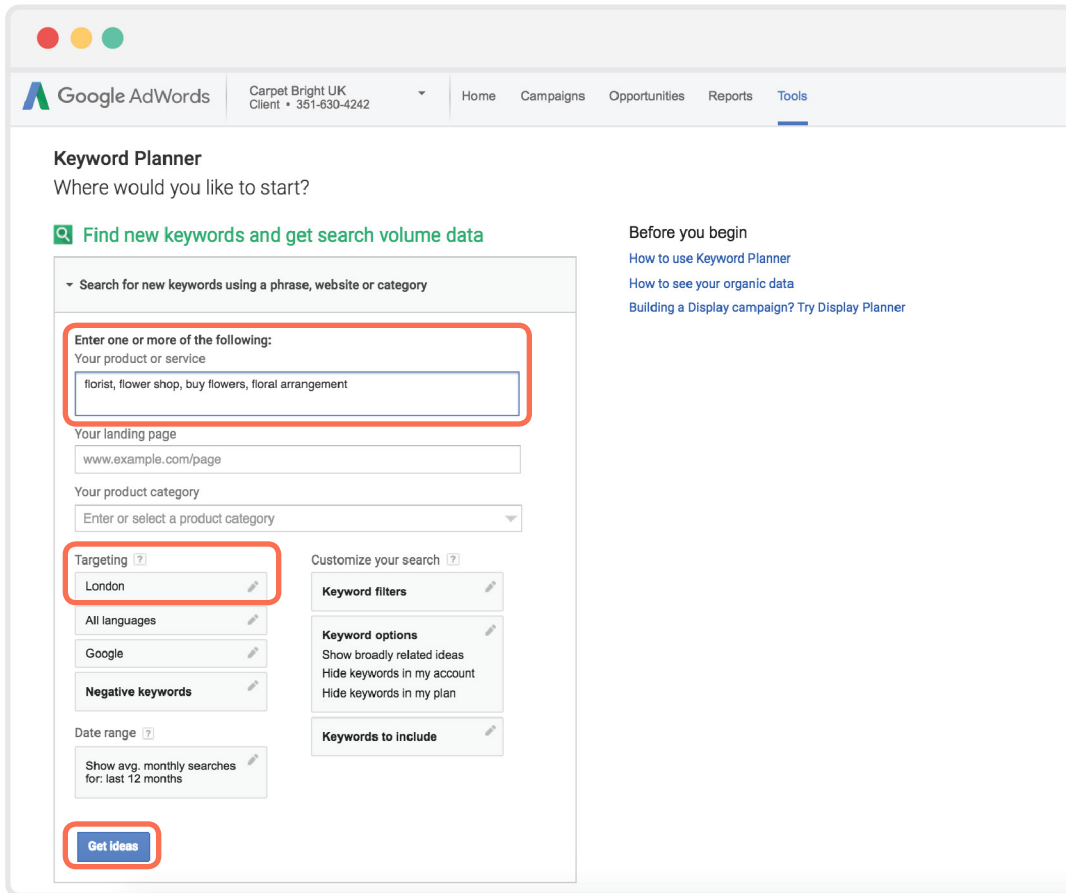 Google AdWords
Carpet Bright UK
Client • 351-630-4242
Home
Campaigns
Opportunities
Reports
Tools
Keyword Planner
Where would you like to start?
Find new keywords and get search volume data
Search for new keywords using a phrase, website or category
Enter one or more of the following:
Your product or service
florist, flower shop, buy flowers, floral arrangement
Your landing page
www.example.com/page
Your product category
Enter or select a product category
Targeting ?
London
All languages
Google
Negative keywords
Date range ?
Show avg. monthly searches
for: last 12 months
Customize your search ?
Keyword filters
Keyword options
Show broadly related ideas
Hide keywords in my account
Hide keywords in my plan
Keywords to include
Get ideas
Before you begin
How to use Keyword Planner
How to see your organic data
Building a Display campaign? Try Display Planner